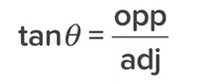 tanθ = opp/adj